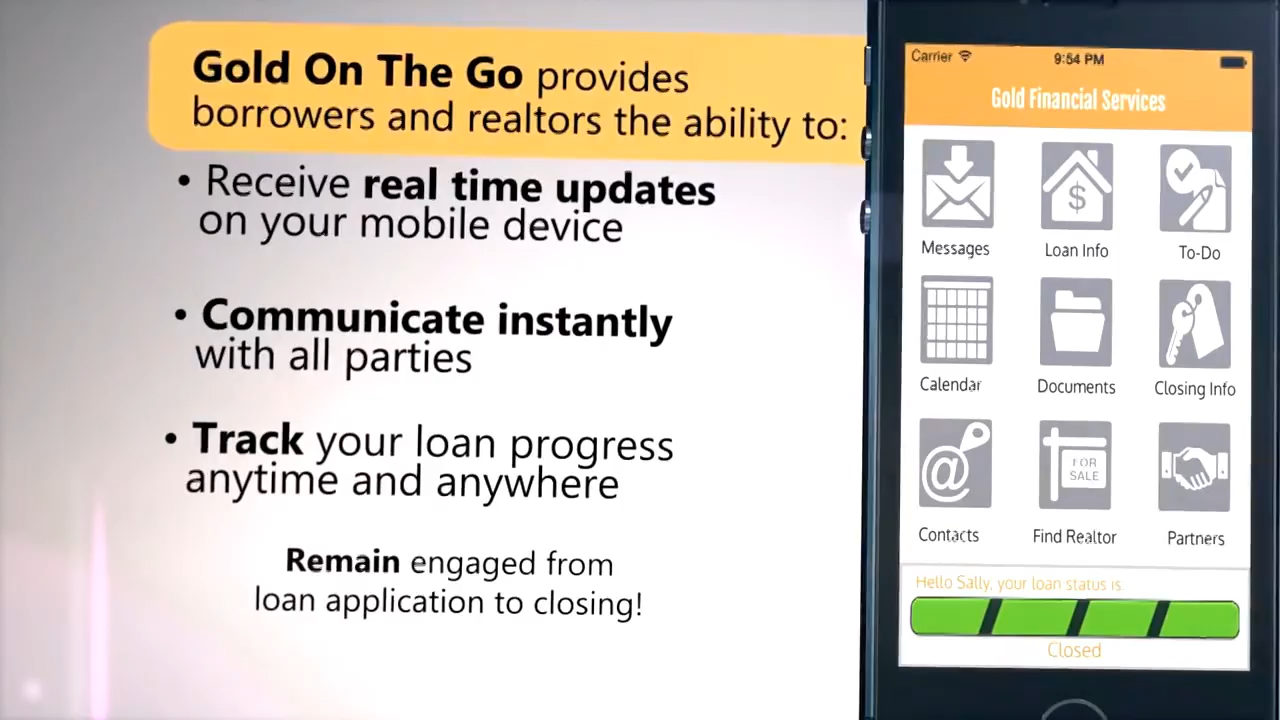 Gold On The Go provides
borrowers and realtors the ability to:
• Receive real time updates
on your mobile device
• Communicate instantly
with all parties
• Track your loan progress
anytime and anywhere
Remain engaged from
loan application to closing!
Carrier 9:54 PM
Gold Financial Services
$
Messages Loan Info To-Do
Calendar Documents Closing Info
@
FOR
SALE
Contacts Find Realtor Partners
Hello Sally, your loan status is:
Closed